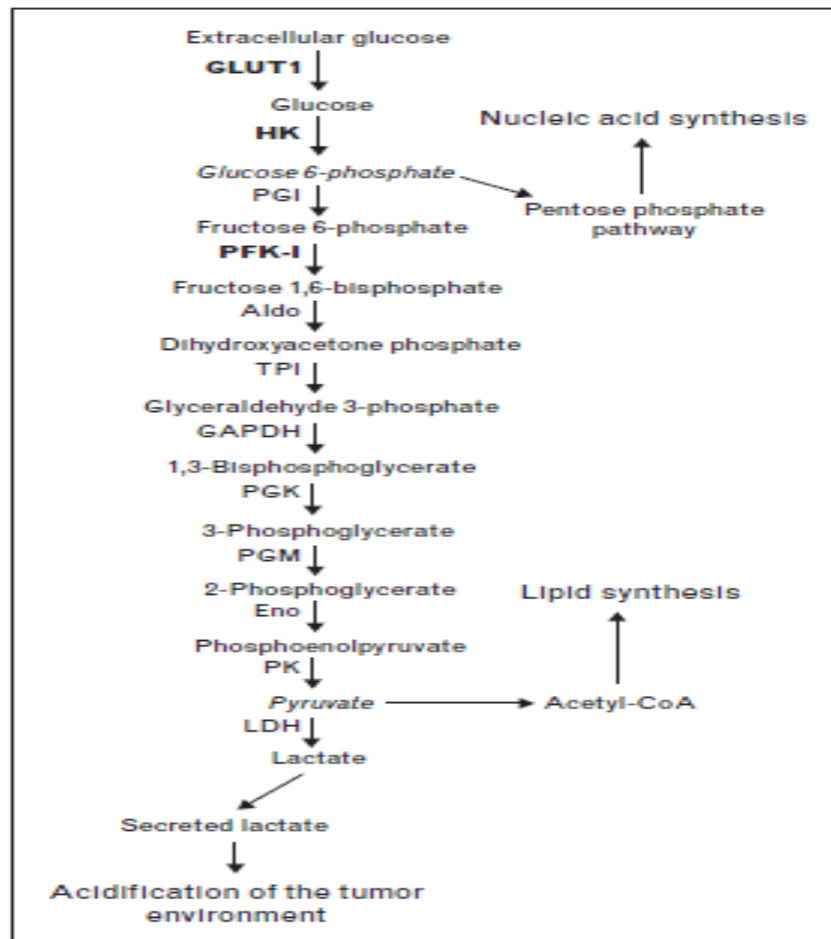 Extracellular glucose
GLUT1
Glucose
HK
Nucleic acid synthesis
Glucose 6-phosphate
PGI
Pentose phosphate
pathway
Fructose 6-phosphate
PFK-I
Fructose 1,6-bisphosphate
Aldo
Dihydroxyacetone phosphate
TPI
Glyceraldehyde 3-phosphate
GAPDH
1,3-Bisphosphoglycerate
PGK
3-Phosphoglycerate
PGM
2-Phosphoglycerate
Lipid synthesis
Eno
Phosphoenolpyruvate
PK
Pyruvate
Acetyl-CoA
LDH
Lactate
Secreted lactate
Acidification of the tumor
environment